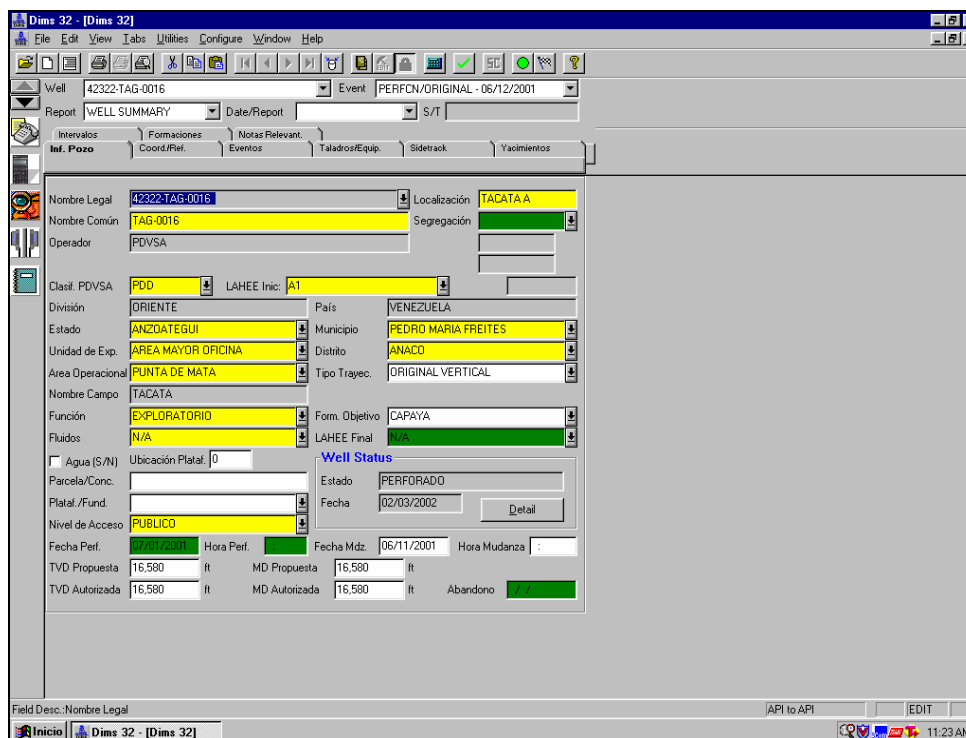 Dims 32 - [Dims 32]
File Edit View Tabs Utilities Configure Window Help
Well 42322-TAG-0016 Event PERFCN/ORIGINAL - 06/12/2001
Report WELL SUMMARY Date/Report S/T
Intervalos Formaciones Notas Relevant.
Inf. Pozo Coord./Ref. Eventos Taladros/Equip. Sidetrack Yacimientos
Nombre Legal 42322-TAG-0016 Localización TACATA A
Nombre Común TAG-0016 Segregación
Operador PDVSA
Clasif. PDVSA PDD LAHEE Inic: A1
División ORIENTE País VENEZUELA
Estado ANZOATEGUI Municipio PEDRO MARIA FREITES
Unidad de Exp. AREA MAYOR OFICINA Distrito ANACO
Area Operacional PUNTA DE MATA Tipo Trayec. ORIGINAL VERTICAL
Nombre Campo TACATA
Función EXPLORATORIO Form. Objetivo CAPAYA
Fluidos N/A LAHEE Final N/A
Agua (S/N) Ubicación Plataf. 0 Well Status
Parcela/Conc. Estado PERFORADO
Plataf./Fund. Fecha 02/03/2002 Detail
Nivel de Acceso PUBLICO
Fecha Perf. 07/01/2001 Hora Perf. : Fecha Mdz. 06/11/2001 Hora Mudanza :
TVD Propuesta 16,580 ft MD Propuesta 16,580 ft
TVD Autorizada 16,580 ft MD Autorizada 16,580 ft Abandono / /
Field Desc.:Nombre Legal API to API EDIT
Inicio Dims 32 - [Dims 32] 11:23 AM